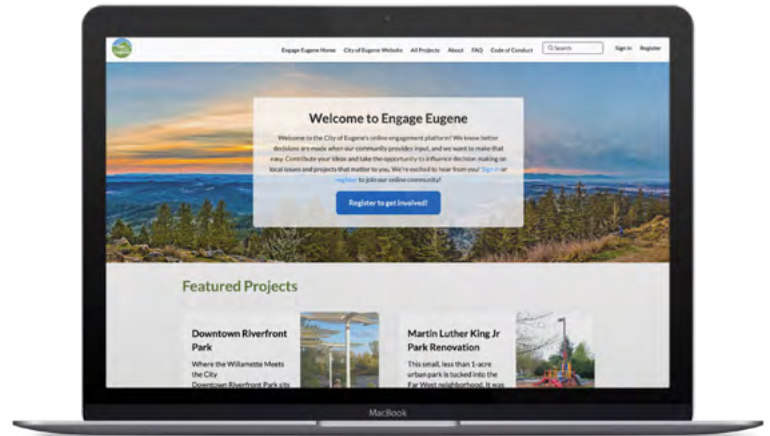 Engage Eugene Home City of Eugene Website All Projects About FAQ Code of Conduct Search Sign in Register
Welcome to Engage Eugene
Welcome to the City of Eugene's online engagement platform! We know better
decisions are made when our community provides input, and we want to make that
easy. Contribute your ideas and take the opportunity to influence decision making on
local issues and projects that matter to you. We're excited to hear from you! Sign in or
register to join our online community!
Register to get involved!
Featured Projects
Downtown Riverfront
Park
Where the Willamette Meets
the City
Downtown Riverfront Park sits
Martin Luther King Jr
Park Renovation
This small, less than 1-acre
urban park is tucked into the
Far West neighborhood. It was
MacBook